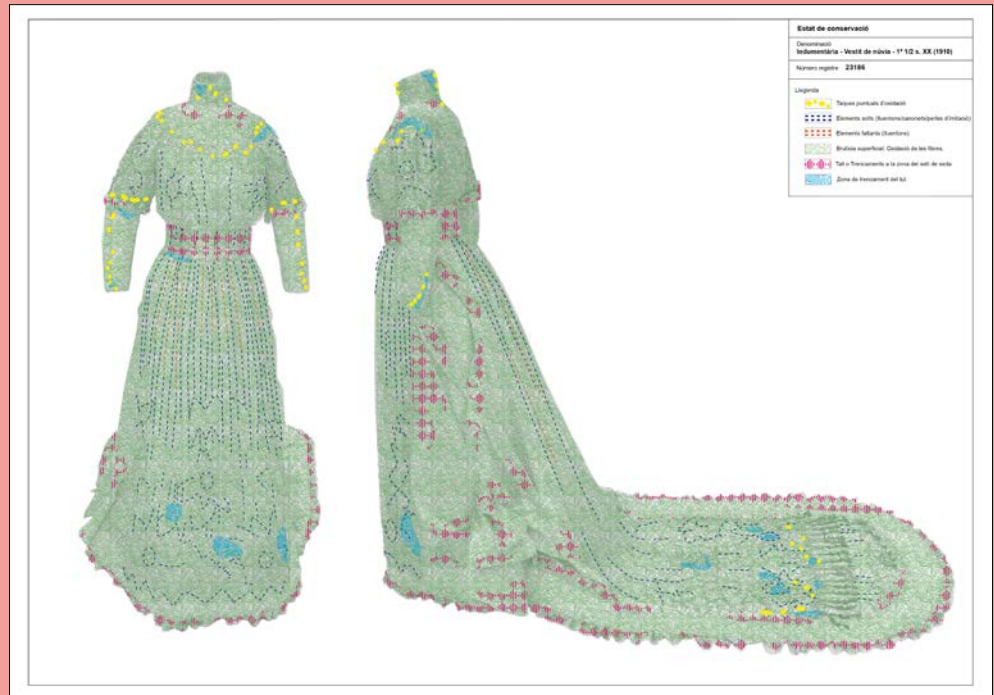 Estat de conservació
Denominació
Indumentària - Vestit de núvia - 1ª 1/2 s. XX (1910)
Número registre 23186
Llegenda
Taques puntuals d'oxidació
Elements solts (lluentons/canonets/perles d'imitació)
Elements faltants (lluentons)
Brutícia superficial. Oxidació de les fibres.
Tall o Trencaments a la zona del setí de seda
Zona de trencament del tul